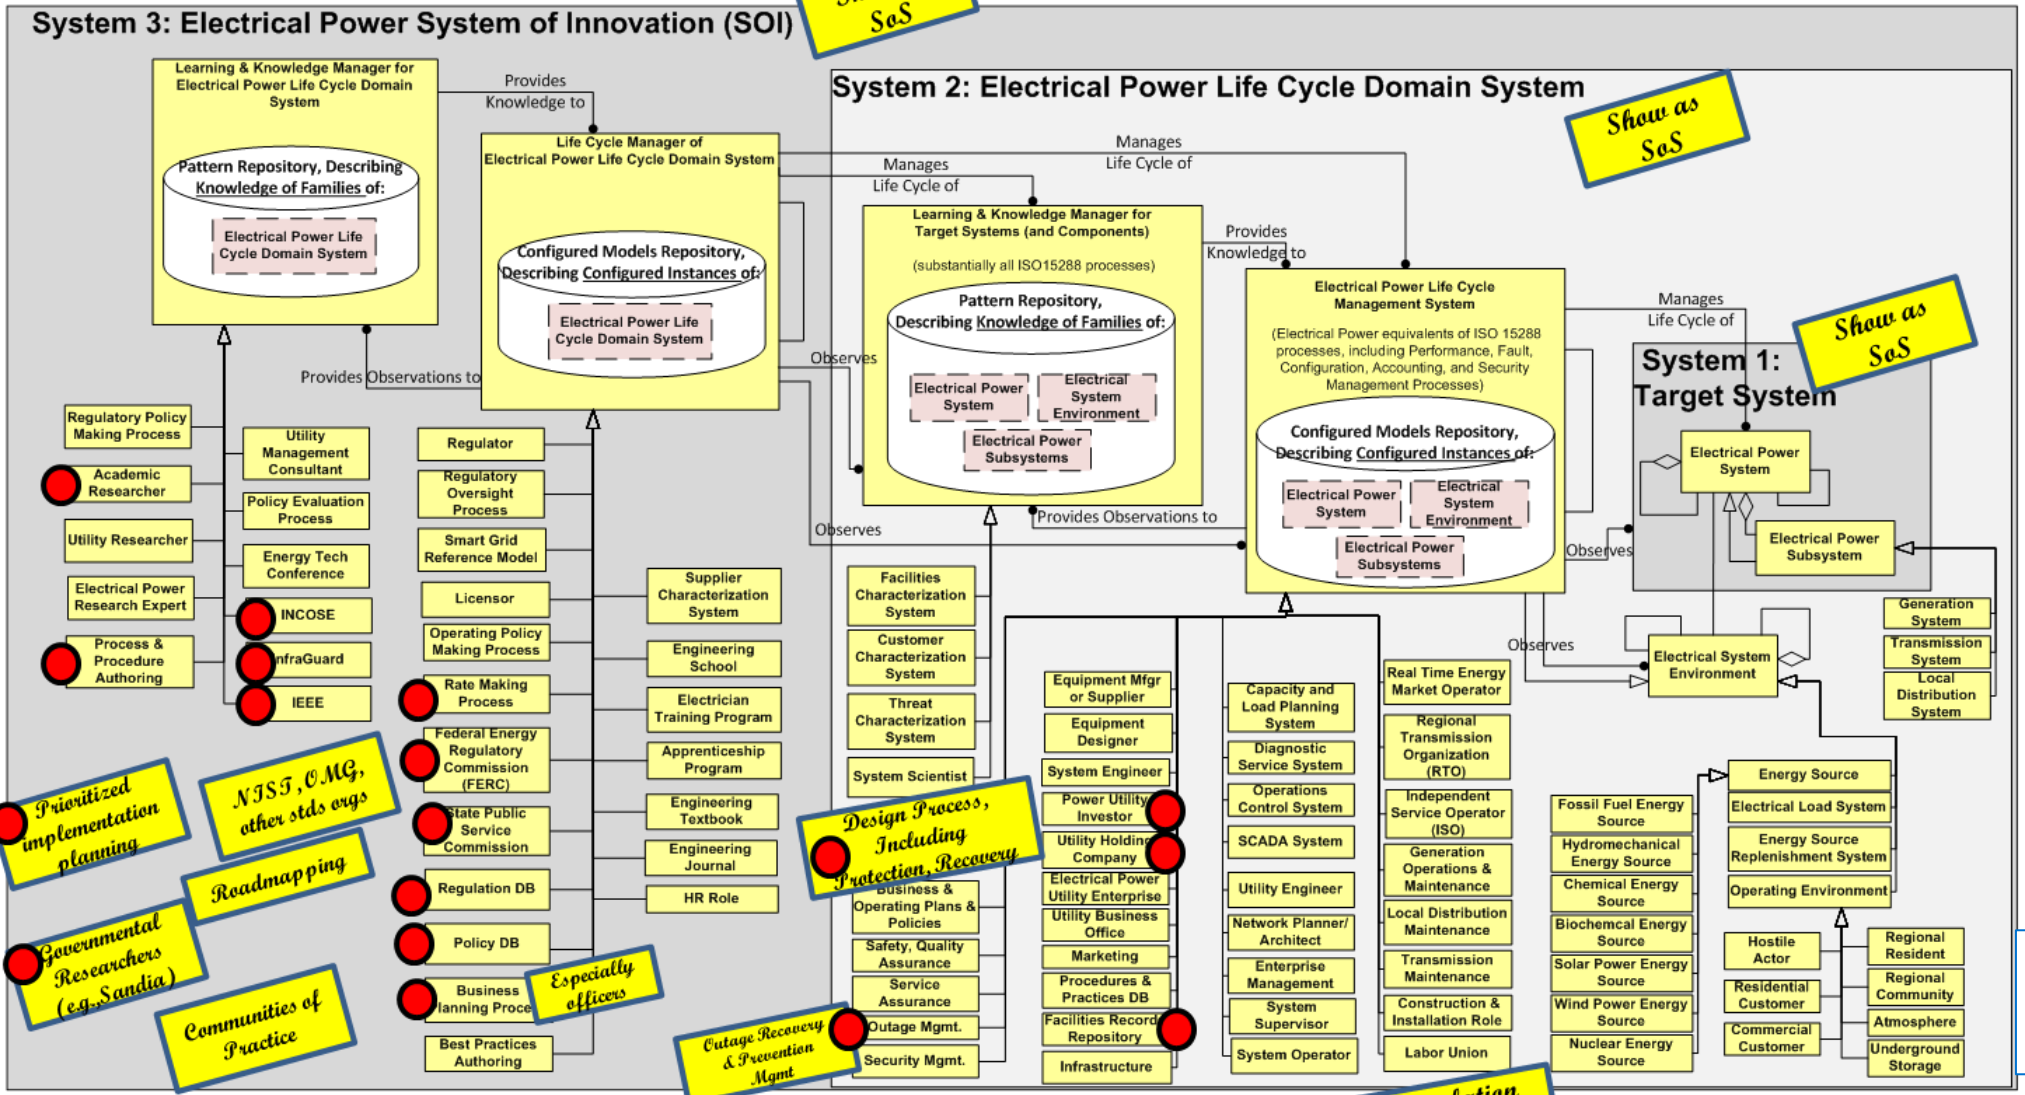 System 3: Electrical Power System of Innovation (SOI)
SoS
Learning & Knowledge Manager for
Electrical Power Life Cycle Domain
System
Pattern Repository, Describing
Knowledge of Families of:
Electrical Power Life
Cycle Domain System
Provides
Knowledge to
Life Cycle Manager of
Electrical Power Life Cycle Domain System
Configured Models Repository,
Describing Configured Instances of:
Electrical Power Life
Cycle Domain System
Provides Observations to
Regulatory Policy
Making Process
Academic
Researcher
Utility Researcher
Electrical Power
Research Expert
Process &
Procedure
Authoring
Utility
Management
Consultant
Policy Evaluation
Process
Energy Tech
Conference
INCOSE
nfraGuard
IEEE
Regulator
Regulatory
Oversight
Process
Smart Grid
Reference Model
Licensor
Operating Policy
Making Process
Rate Making
Process
Federal Energy
Regulatory
Commission
(FERC)
State Public
Service
Commission
Regulation DB
Policy DB
Business
lanning Proce
Best Practices
Authoring
Supplier
Characterization
System
Engineering
School
Electrician
Training Program
Apprenticeship
Program
Engineering
Textbook
Engineering
Journal
HR Role
Prioritized
implementation
planning
NIST, OMG,
other stds orgs
Roadmapping
Governmental
Researchers
(e.g., Sandia)
Communities of
Practice
Especially
officers
Outage Recovery
& Prevention
Mgmt
System 2: Electrical Power Life Cycle Domain System
Show as
SoS
Manages
Life Cycle of
Manages
Life Cycle of
Observes
Observes
Learning & Knowledge Manager for
Target Systems (and Components)
(substantially all ISO15288 processes)
Pattern Repository,
Describing Knowledge of Families of:
Electrical Power
System
Electrical
System
Environment
Electrical Power
Subsystems
Provides
Knowledge to
Provides Observations to
Electrical Power Life Cycle
Management System
(Electrical Power equivalents of ISO 15288
processes, including Performance, Fault,
Configuration, Accounting, and Security
Management Processes)
Configured Models Repository,
Describing Configured Instances of:
Electrical Power
System
Electrical
System
Environment
Electrical Power
Subsystems
Manages
Life Cycle of
Observes
Observes
System 1:
Target System
Show as
SoS
Electrical Power
System
Electrical Power
Subsystem
Generation
System
Transmission
System
Local
Distribution
System
Electrical System
Environment
Facilities
Characterization
System
Customer
Characterization
System
Threat
Characterization
System
System Scientist
Design Process,
Including
Protection, Recovery
Business &
Operating Plans &
Policies
Safety, Quality
Assurance
Service
Assurance
Outage Mgmt.
Security Mgmt.
Equipment Mfgr
or Supplier
Equipment
Designer
System Engineer
Power Utility
Investor
Utility Holding
Company
Electrical Power
Utility Enterprise
Utility Business
Office
Marketing
Procedures &
Practices DB
Facilities Record
Repository
Infrastructure
Capacity and
Load Planning
System
Diagnostic
Service System
Operations
Control System
SCADA System
Utility Engineer
Network Planner/
Architect
Enterprise
Management
System
Supervisor
System Operator
Real Time Energy
Market Operator
Regional
Transmission
Organization
(RTO)
Independent
Service Operator
(ISO)
Generation
Operations &
Maintenance
Local Distribution
Maintenance
Transmission
Maintenance
Construction &
Installation Role
Labor Union
Fossil Fuel Energy
Source
Hydromechanical
Energy Source
Chemical Energy
Source
Biochemcal Energy
Source
Solar Power Energy
Source
Wind Power Energy
Source
Nuclear Energy
Source
Energy Source
Electrical Load System
Energy Source
Replenishment System
Operating Environment
Hostile
Actor
Residential
Customer
Commercial
Customer
Regional
Resident
Regional
Community
Atmosphere
Underground
Storage